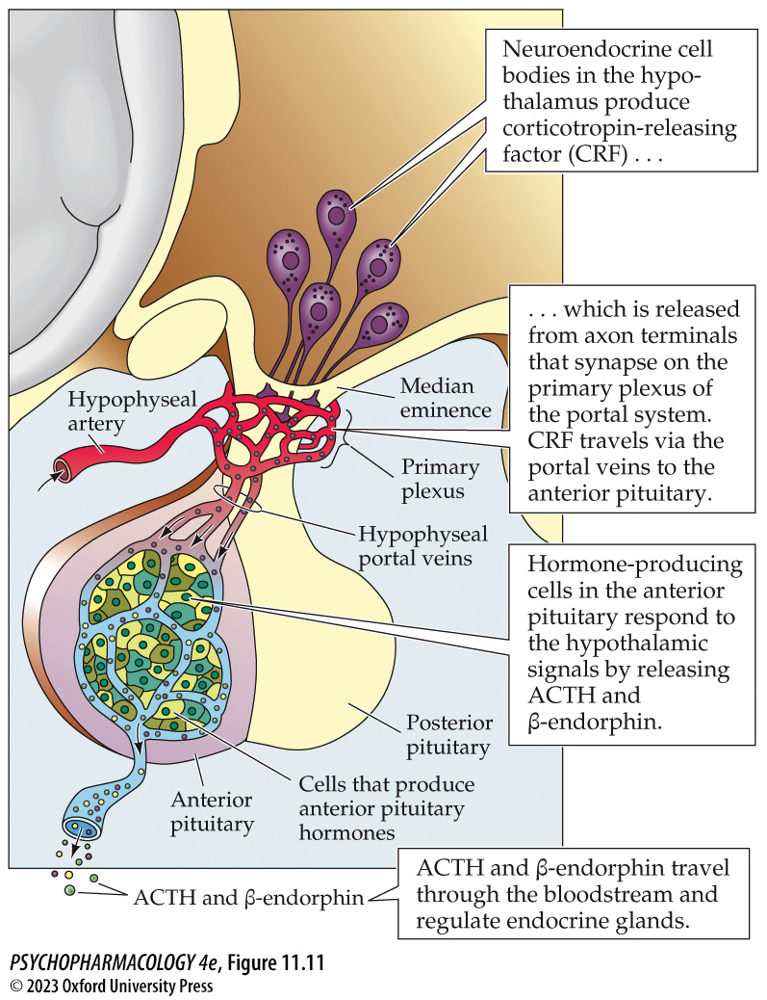 Neuroendocrine cell
bodies in the hypo-
thalamus produce
corticotropin-releasing
factor (CRF) . . .
. . . which is released
from axon terminals
that synapse on the
primary plexus of
the portal system.
CRF travels via the
portal veins to the
anterior pituitary.
Hypophyseal
artery
Median
eminence
Primary
plexus
Hypophyseal
portal veins
Hormone-producing
cells in the anterior
pituitary respond to
the hypothalamic
signals by releasing
ACTH and
β-endorphin.
Posterior
pituitary
Anterior
pituitary
Cells that produce
anterior pituitary
hormones
ACTH and β-endorphin
ACTH and β-endorphin travel
through the bloodstream and
regulate endocrine glands.
PSYCHOPHARMACOLOGY 4e, Figure 11.11
© 2023 Oxford University Press